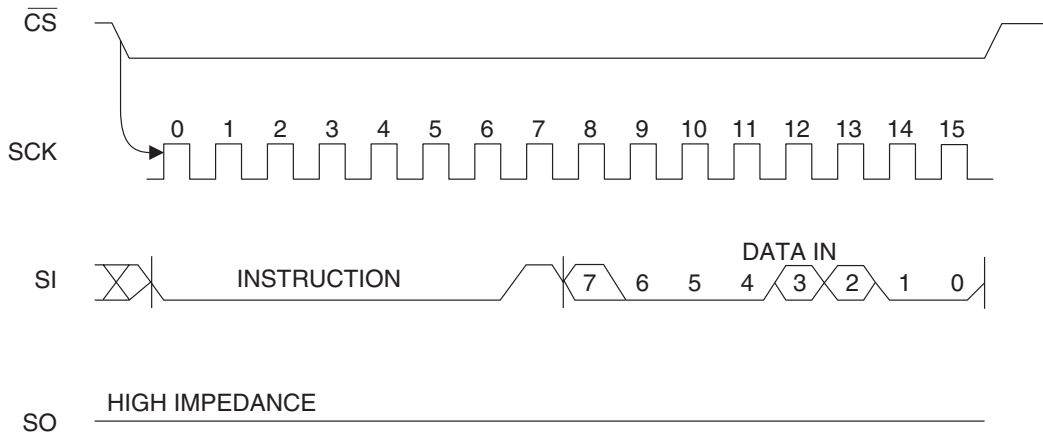 CS
0 1 2 3 4 5 6 7 8 9 10 11 12 13 14 15
SCK
DATA IN
SI INSTRUCTION 7 6 5 4 3 2 1 0
HIGH IMPEDANCE
SO